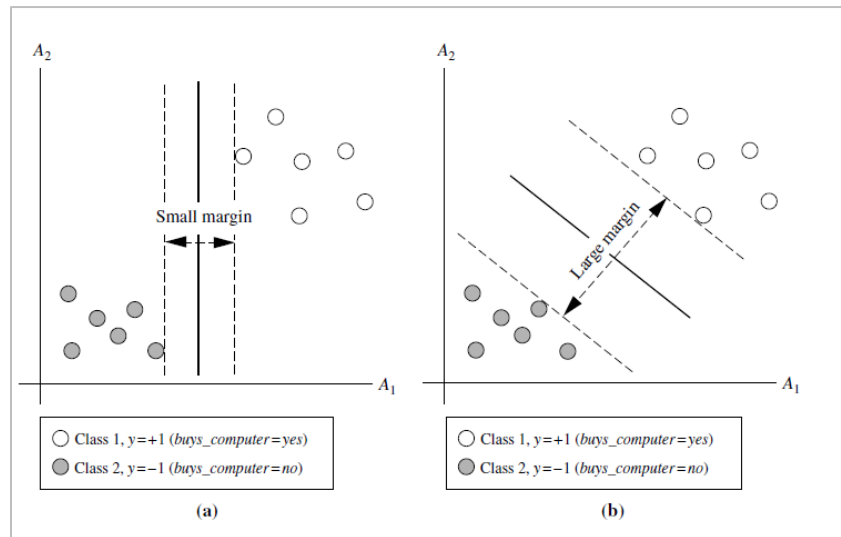 A2
Small margin
A1
Class 1, y=+1 (buys_computer=yes)
Class 2, y=−1 (buys_computer=no)
(a)
A2
Large margin
A1
Class 1, y=+1 (buys_computer=yes)
Class 2, y=−1 (buys_computer=no)
(b)